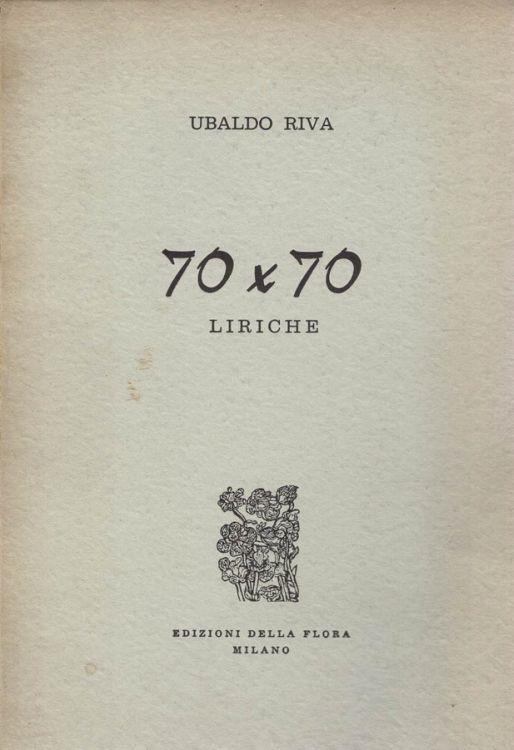 UBALDO RIVA
70 x 70
LIRICHE
EDIZIONI DELLA FLORA
MILANO